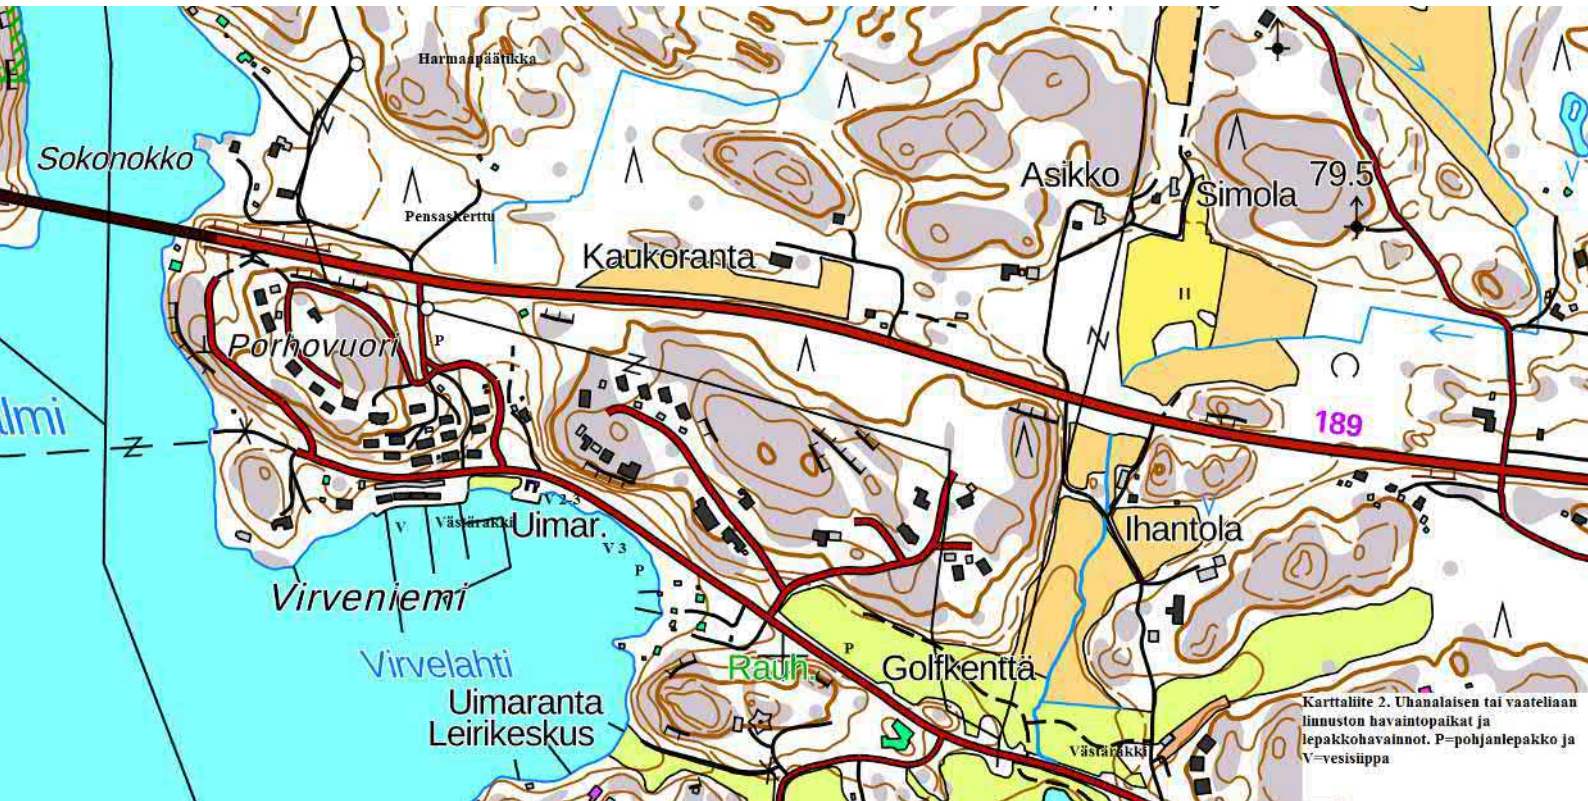 Harmaapäätikka
E
Sokonokko
Asikko
Simola
79.5
Pensaskerttu
Kaukoranta
Porhovuori
P
189
lmi
V 2-3
V
Västäräkki
Uimar.
V 3
Ihantola
P
Virveniemi
Virvelahti
Rauh.
P
Golfkenttä
Uimaranta
Leirikeskus
Västäräkki
Karttaliite 2. Uhanalaisen tai vaateliaan
linnuston havaintopaikat ja
lepakkohavainnot. P=pohjanlepakko ja
V=vesisiippa